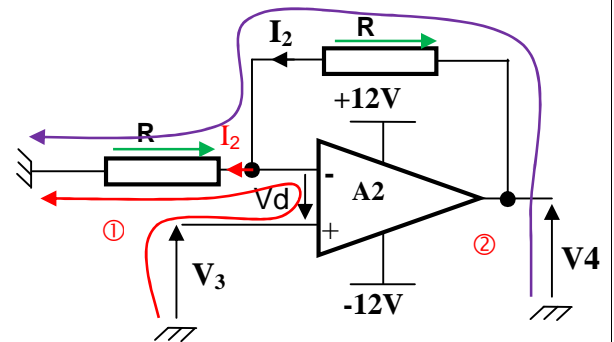 I₂ R
+12V
R I₂
-
Vd A2
+
① ②
V₃ V4
-12V